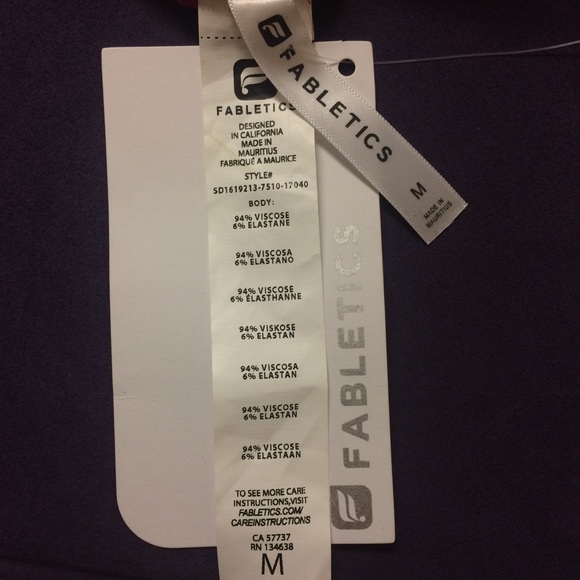 FABLETICS
DESIGNED
IN CALIFORNIA
MADE IN
MAURITIUS
FABRIQUÉ A MAURICE
STYLE#
SD1619213-7510-17040
BODY:
94% VISCOSE
6% ELASTANE
94% VISCOSA
6% ELASTANO
94% VISCOSE
6% ÉLASTHANNE
94% VISKOSE
6% ELASTAN
94% VISCOSA
6% ELASTAN
94% VISCOSE
6% ELASTAN
94% VISCOSE
6% ELASTAAN
TO SEE MORE CARE
INSTRUCTIONS,VISIT
FABLETICS.COM/
CAREINSTRUCTIONS
CA 57737
RN 134638
M
FABLETICS
M
MADE IN
MAURITIUS
FABLETICS
FABLETICS